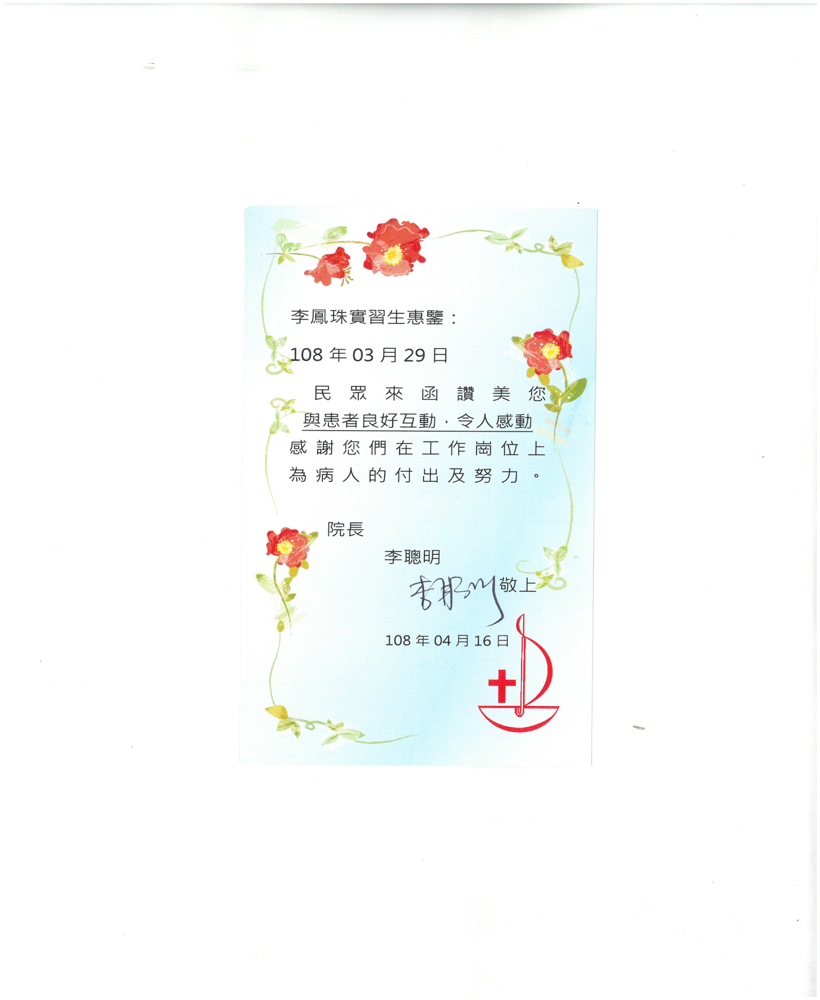 李鳳珠實習生惠鑒：
108 年 03 月 29 日
民眾來函讚美您
與患者良好互動，令人感動
感謝您們在工作崗位上
為病人的付出及努力。
院長
李聰明
李聰明 敬上
108 年 04 月 16 日